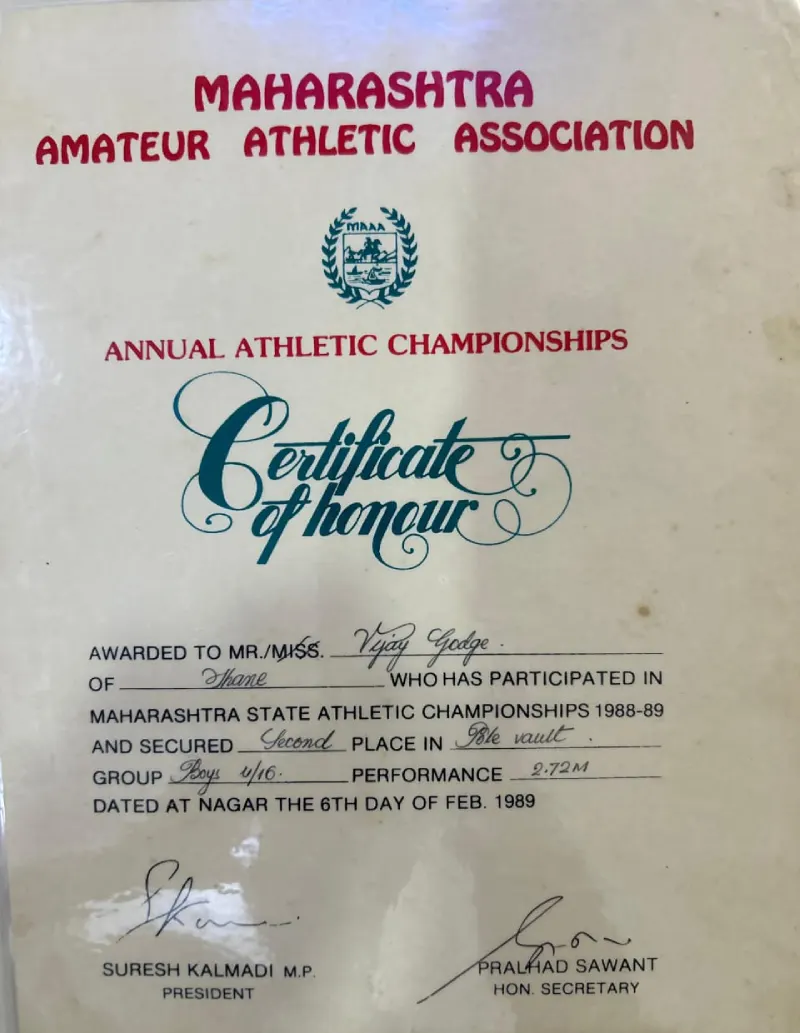 MAHARASHTRA
AMATEUR ATHLETIC ASSOCIATION
MAAA
ANNUAL ATHLETIC CHAMPIONSHIPS
Certificate
of honour
AWARDED TO MR./MISS. Vijay Godge.
OF Thane WHO HAS PARTICIPATED IN
MAHARASHTRA STATE ATHLETIC CHAMPIONSHIPS 1988-89
AND SECURED Second PLACE IN Pole vault.
GROUP Boys u/16. PERFORMANCE 2.72M
DATED AT NAGAR THE 6TH DAY OF FEB. 1989
SURESH KALMADI M.P.
PRESIDENT
PRALHAD SAWANT
HON. SECRETARY